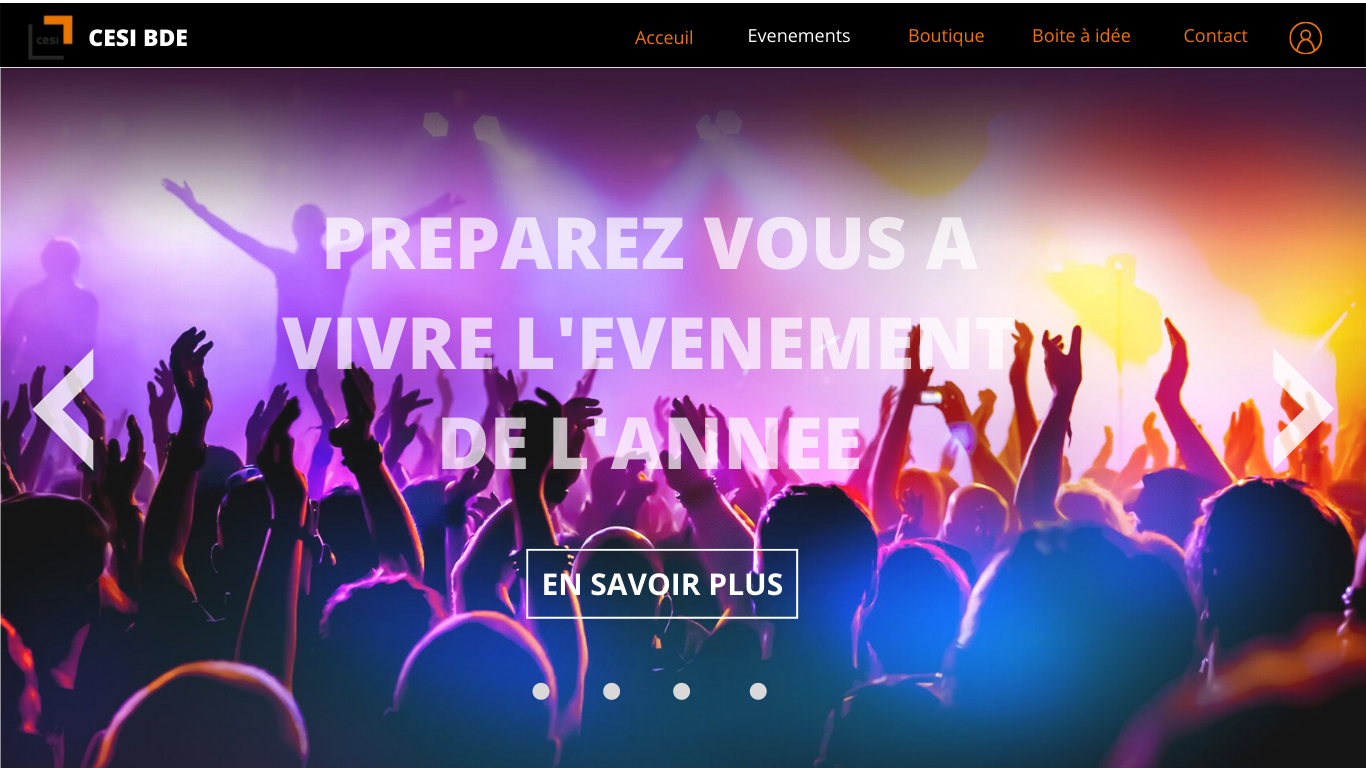 cesi
CESI BDE
Acceuil
Evenements
Boutique
Boite à idée
Contact
PREPAREZ VOUS A
VIVRE L'EVENEMENT
DE L'ANNEE
EN SAVOIR PLUS